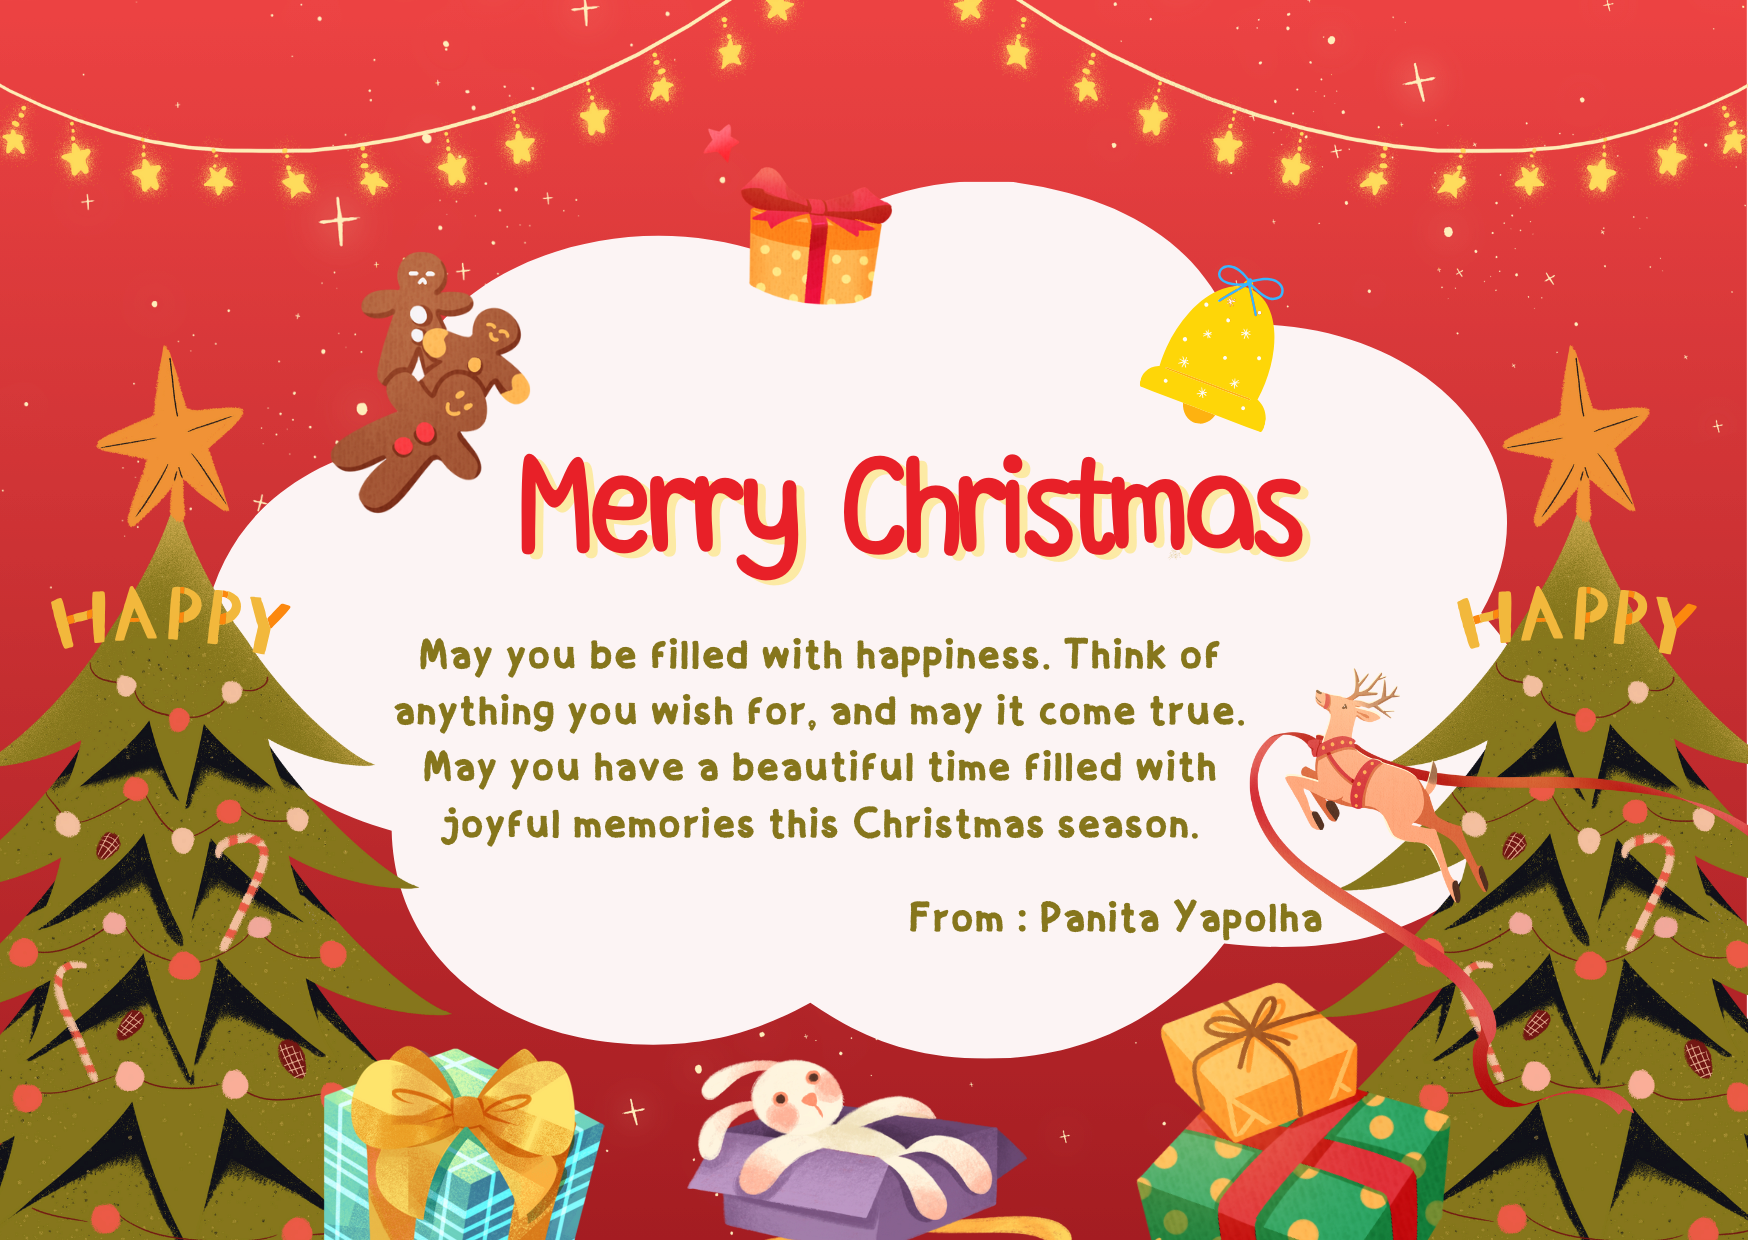 Merry Christmas
HAPPY
HAPPY
May you be filled with happiness. Think of
anything you wish for, and may it come true.
May you have a beautiful time filled with
joyful memories this Christmas season.
From : Panita Yapolha